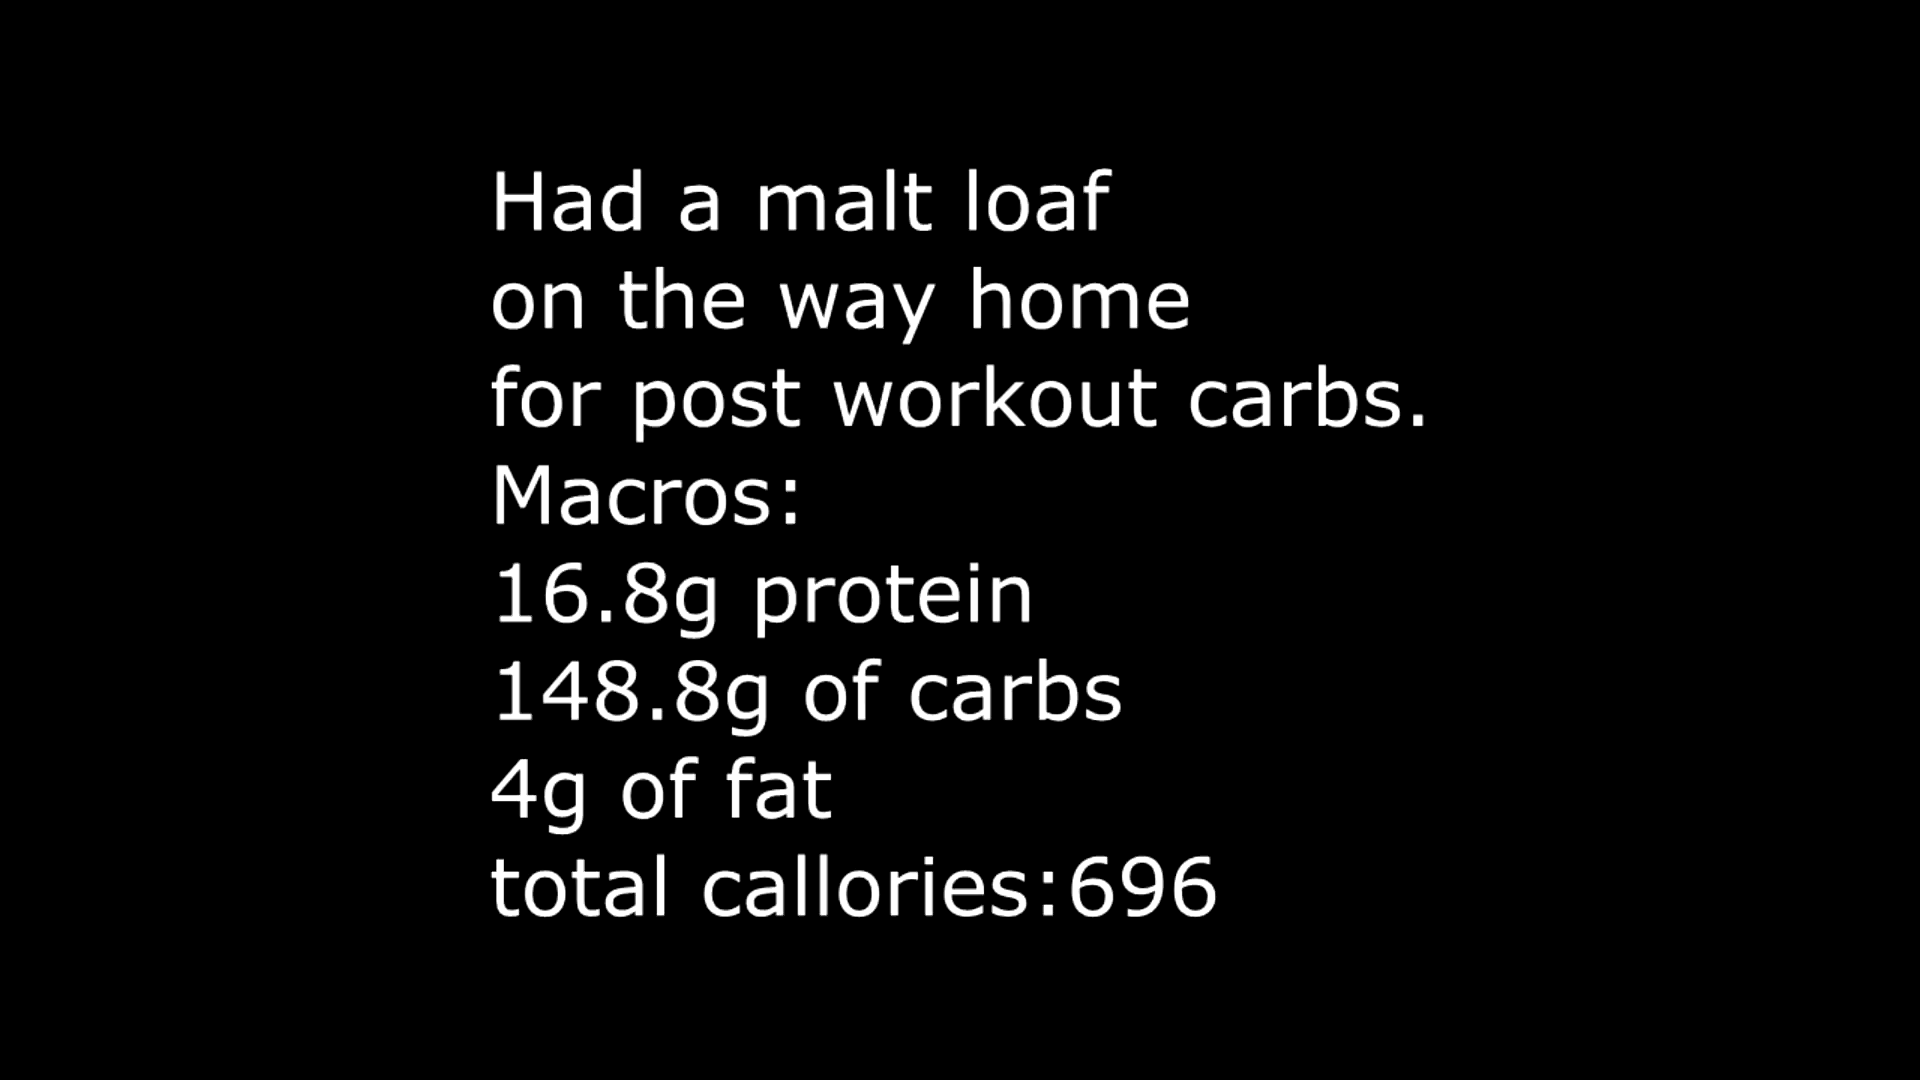 Had a malt loaf
on the way home
for post workout carbs.
Macros:
16.8g protein
148.8g of carbs
4g of fat
total callories:696